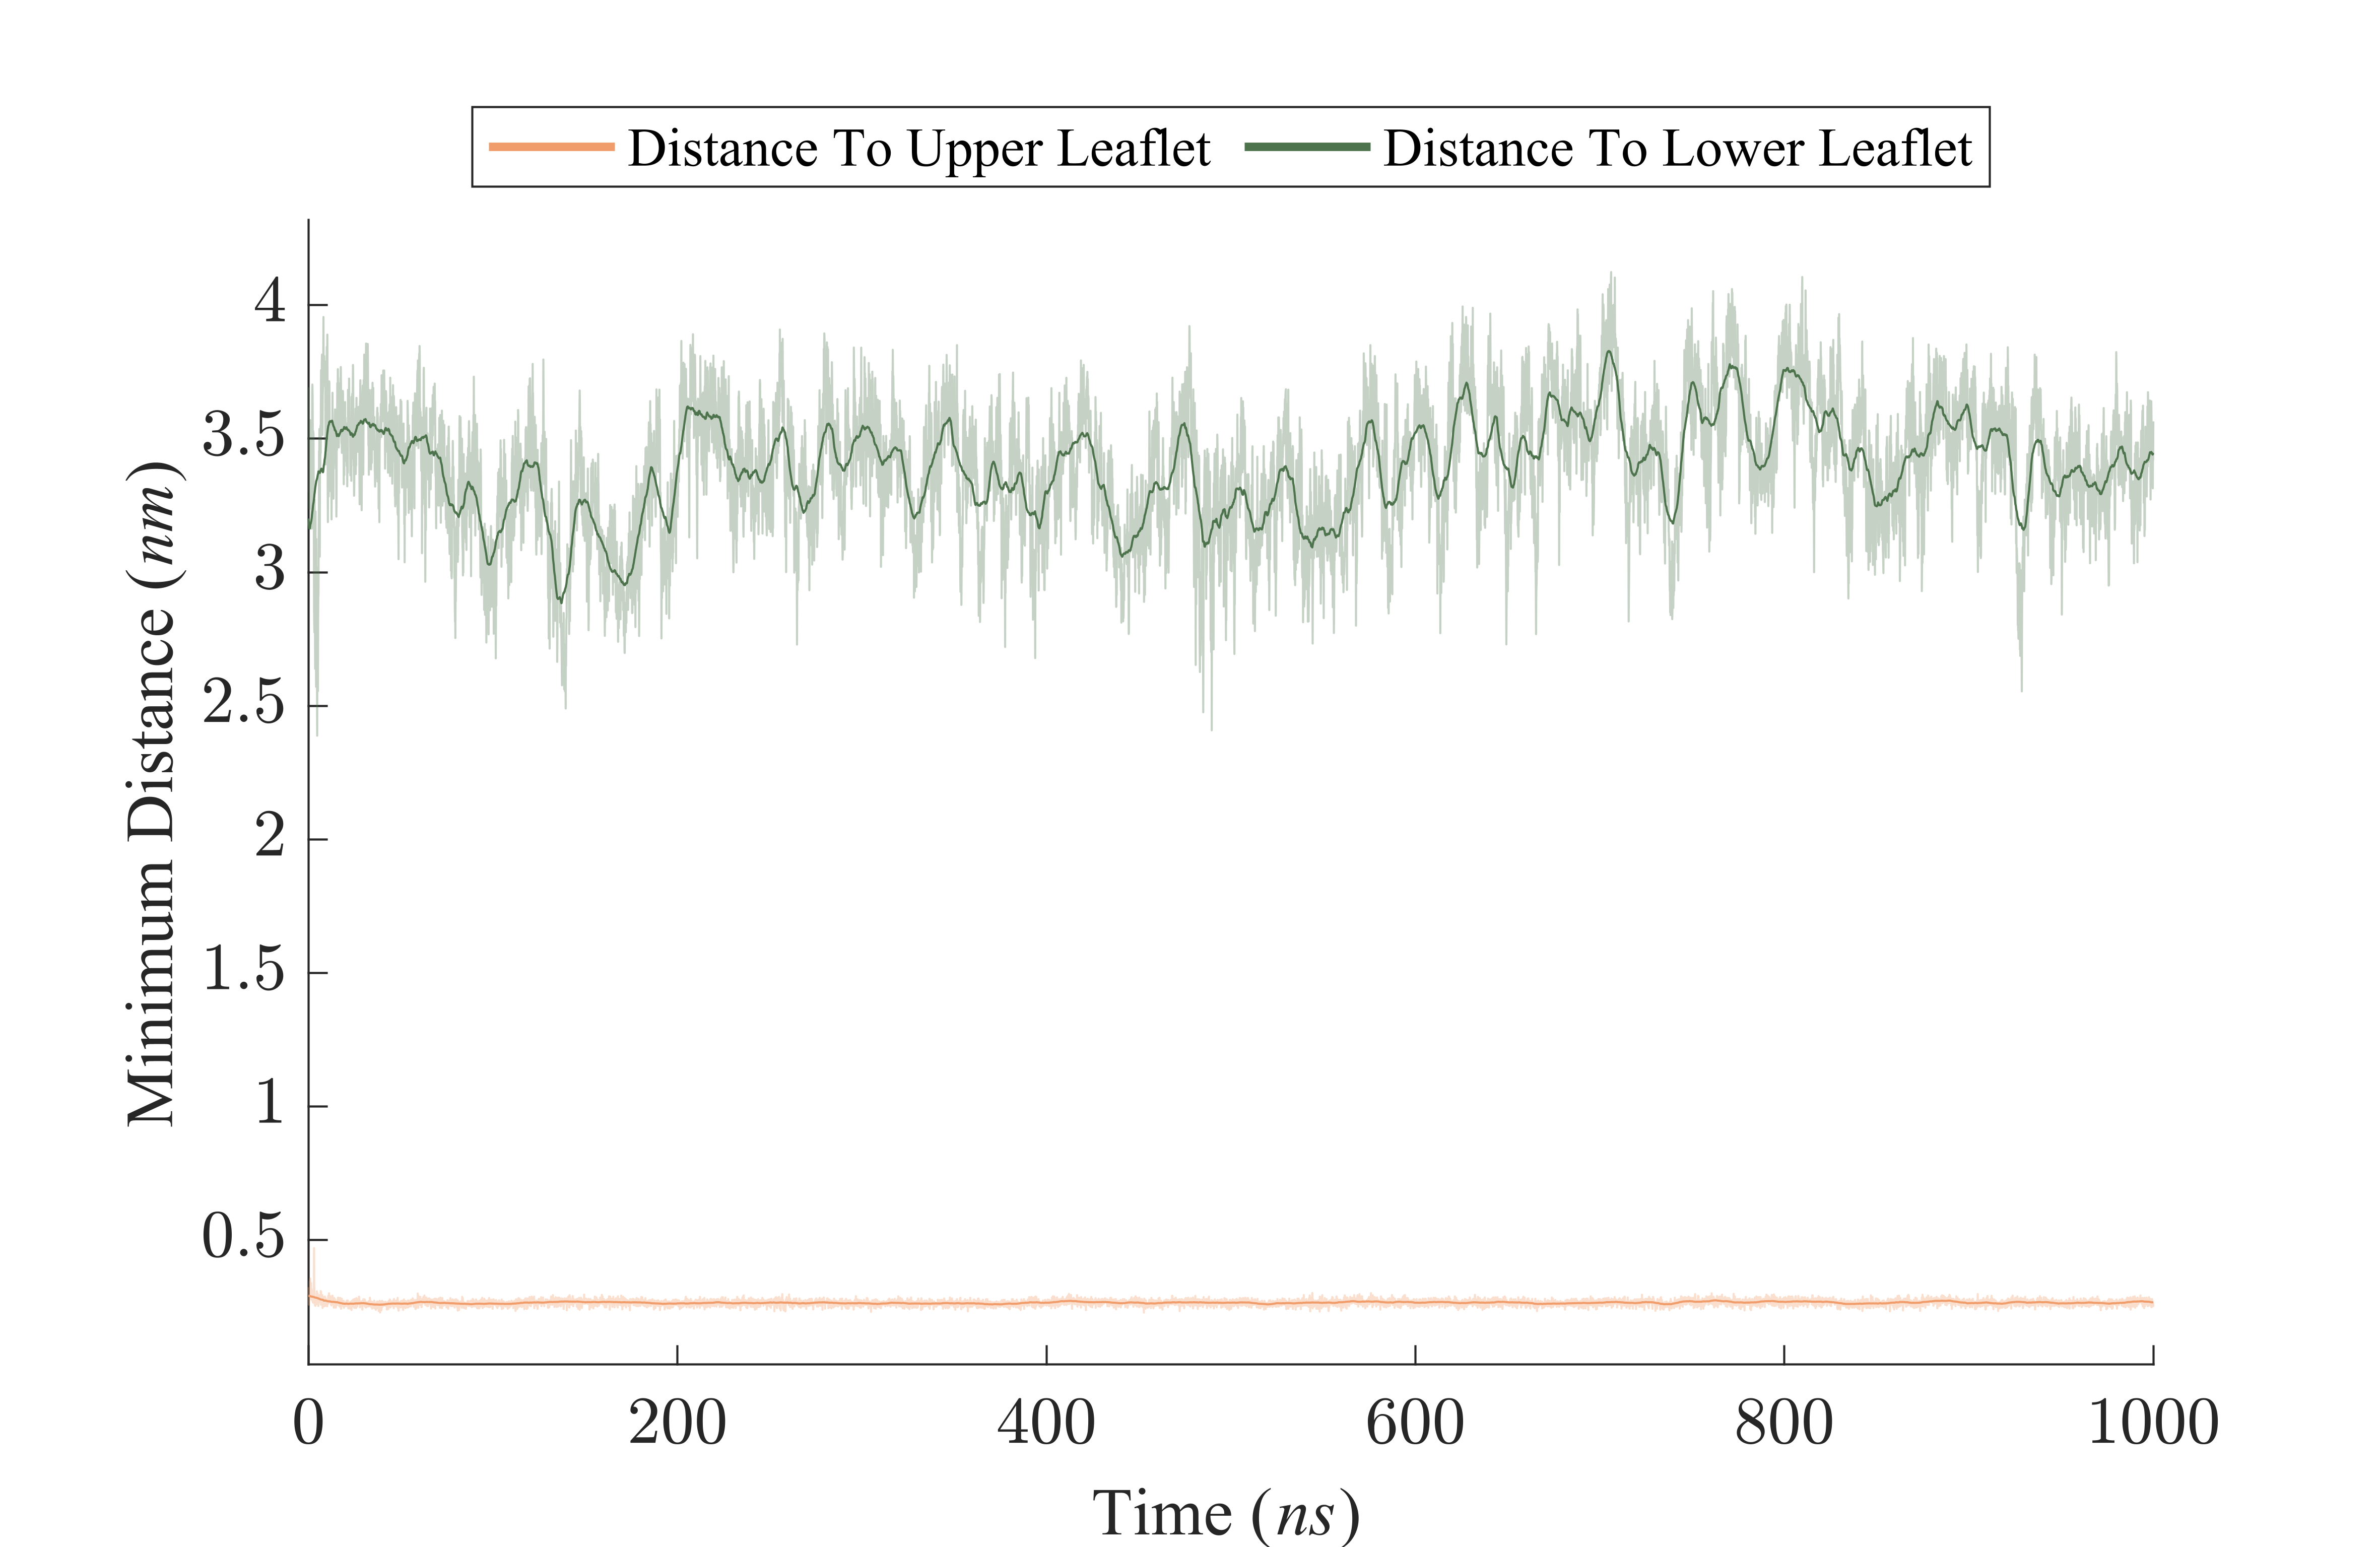 Distance To Upper Leaflet Distance To Lower Leaflet
4
3.5
3
2.5
2
1.5
1
0.5
Minimum Distance (nm)
0 200 400 600 800 1000
Time (ns)